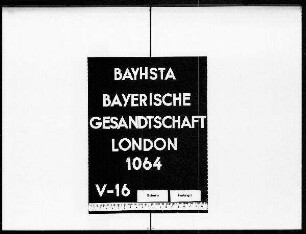 BAYHSTA
BAYERISCHE
GESANDTSCHAFT
LONDON
1064
V-16